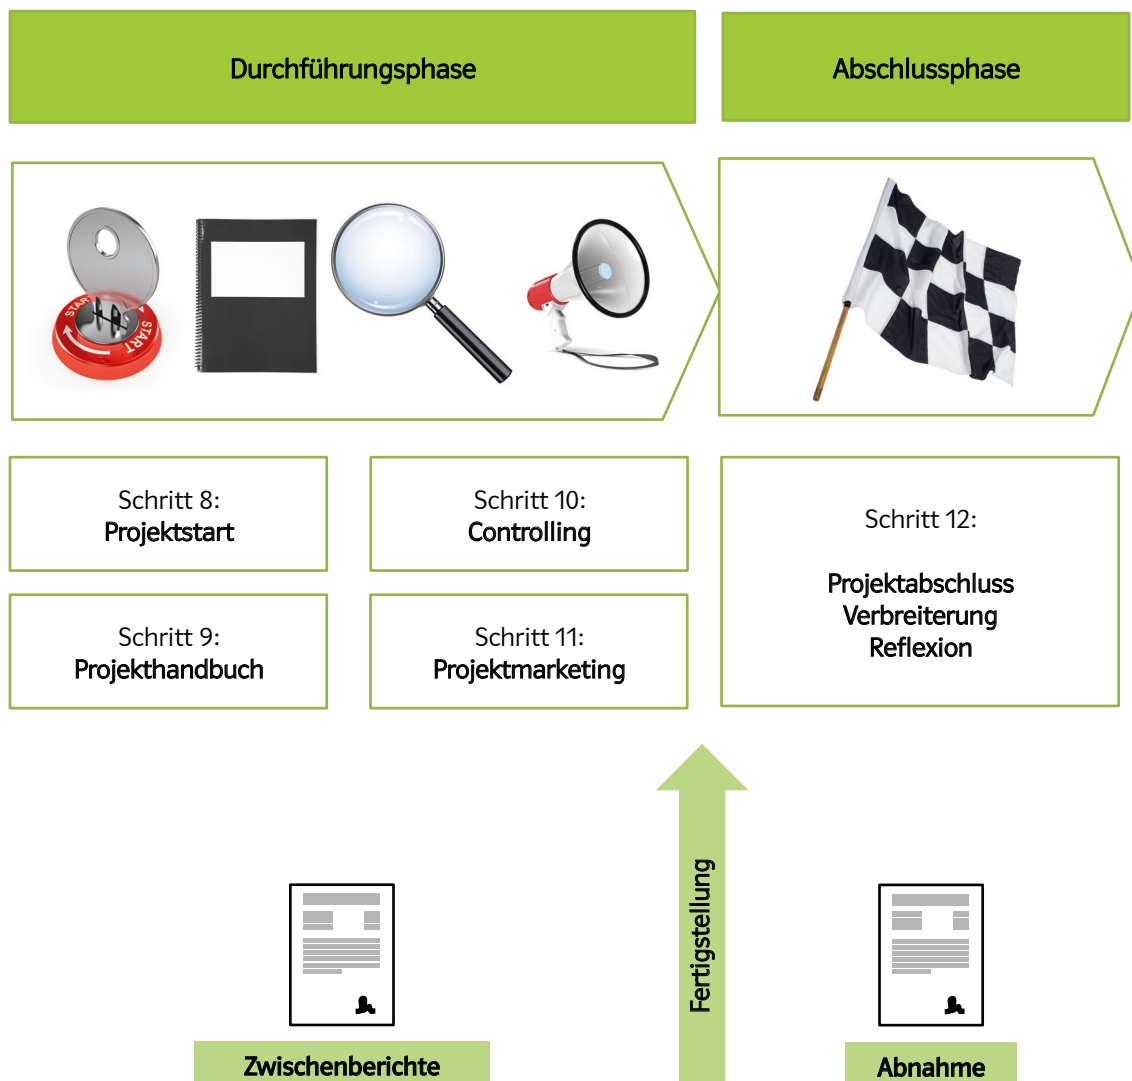 Durchführungsphase
Abschlussphase
START
START
Schritt 8:
Projektstart
Schritt 10:
Controlling
Schritt 12:
Projektabschluss
Verbreiterung
Reflexion
Schritt 9:
Projekthandbuch
Schritt 11:
Projektmarketing
Fertigstellung
Zwischenberichte
Abnahme